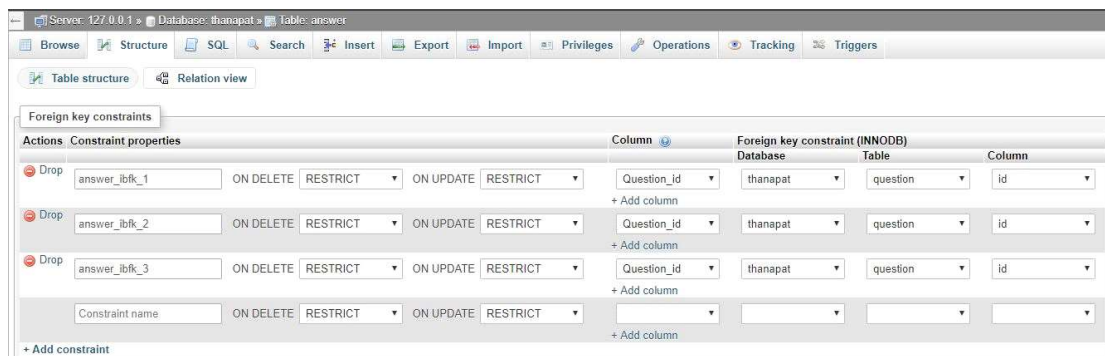 Server: 127.0.0.1 » Database: thanapat » Table: answer
Browse Structure SQL Search Insert Export Import Privileges Operations Tracking Triggers
Table structure Relation view
Foreign key constraints
Actions Constraint properties Column Foreign key constraint (INNODB)
Database Table Column
Drop answer_ibfk_1 ON DELETE RESTRICT ON UPDATE RESTRICT Question_id thanapat question id
+ Add column
Drop answer_ibfk_2 ON DELETE RESTRICT ON UPDATE RESTRICT Question_id thanapat question id
+ Add column
Drop answer_ibfk_3 ON DELETE RESTRICT ON UPDATE RESTRICT Question_id thanapat question id
+ Add column
Constraint name ON DELETE RESTRICT ON UPDATE RESTRICT
+ Add column
+ Add constraint